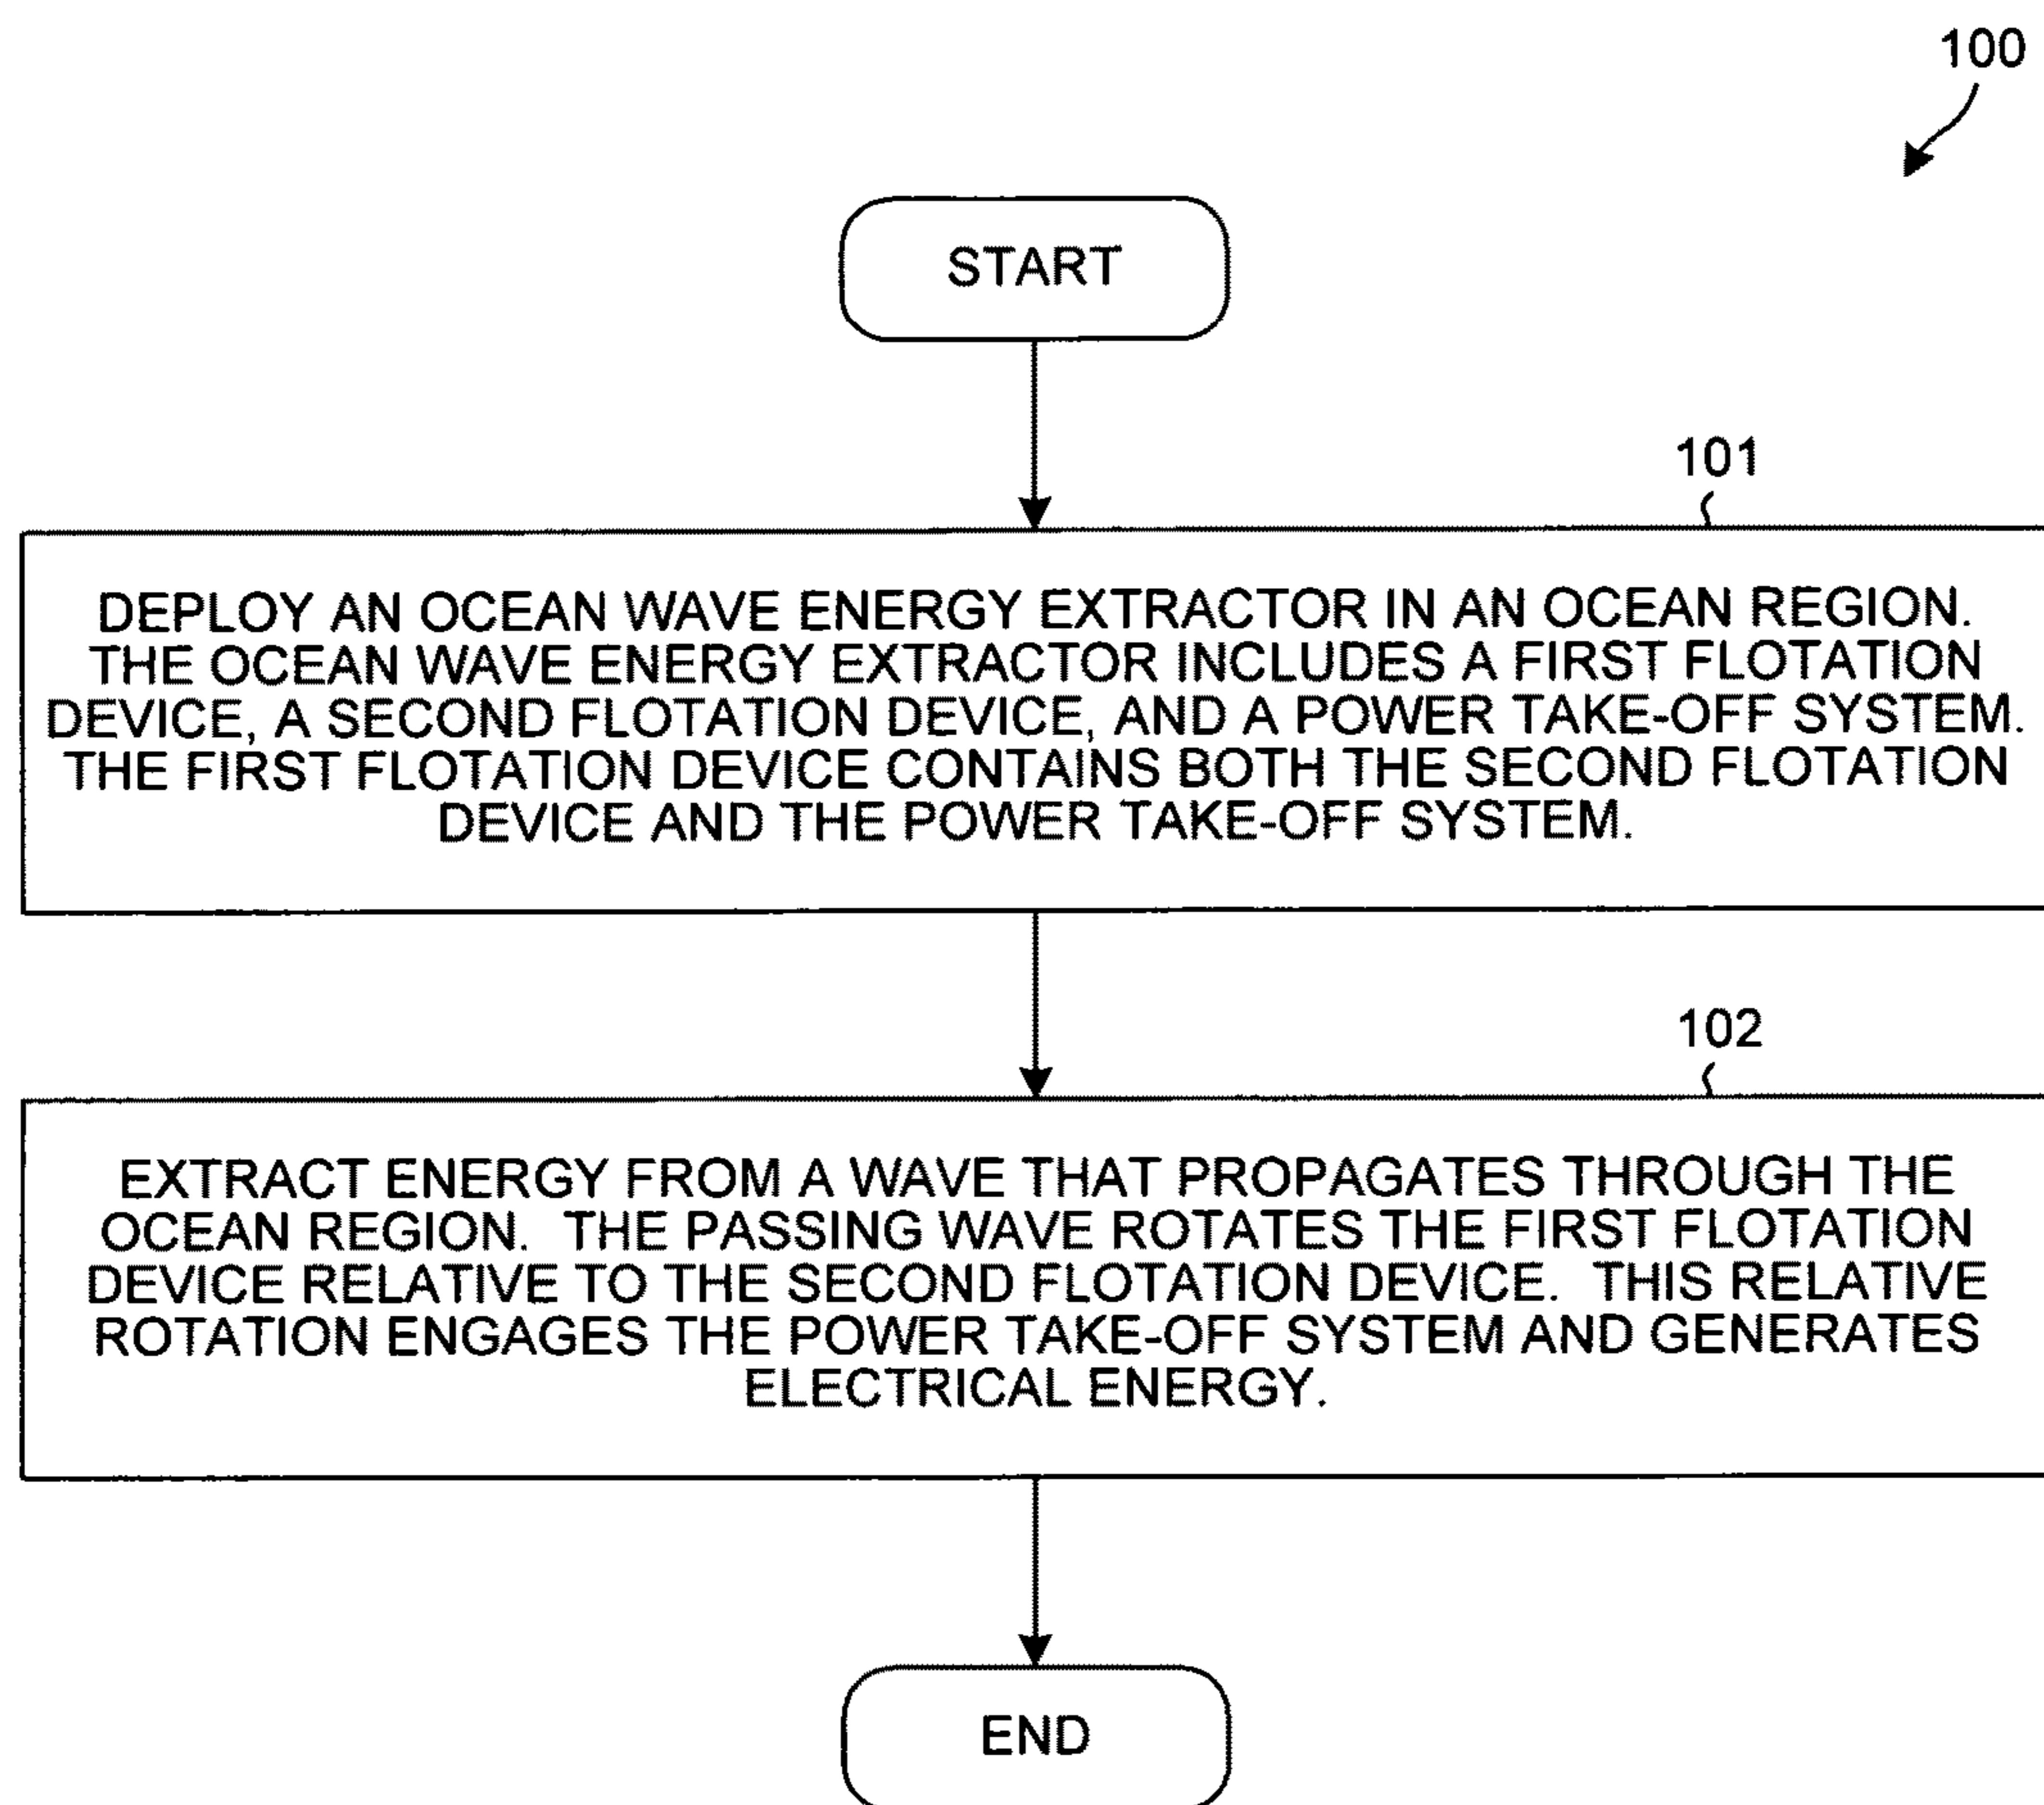 100
START
101
DEPLOY AN OCEAN WAVE ENERGY EXTRACTOR IN AN OCEAN REGION.
THE OCEAN WAVE ENERGY EXTRACTOR INCLUDES A FIRST FLOTATION
DEVICE, A SECOND FLOTATION DEVICE, AND A POWER TAKE-OFF SYSTEM.
THE FIRST FLOTATION DEVICE CONTAINS BOTH THE SECOND FLOTATION
DEVICE AND THE POWER TAKE-OFF SYSTEM.
102
EXTRACT ENERGY FROM A WAVE THAT PROPAGATES THROUGH THE
OCEAN REGION. THE PASSING WAVE ROTATES THE FIRST FLOTATION
DEVICE RELATIVE TO THE SECOND FLOTATION DEVICE. THIS RELATIVE
ROTATION ENGAGES THE POWER TAKE-OFF SYSTEM AND GENERATES
ELECTRICAL ENERGY.
END